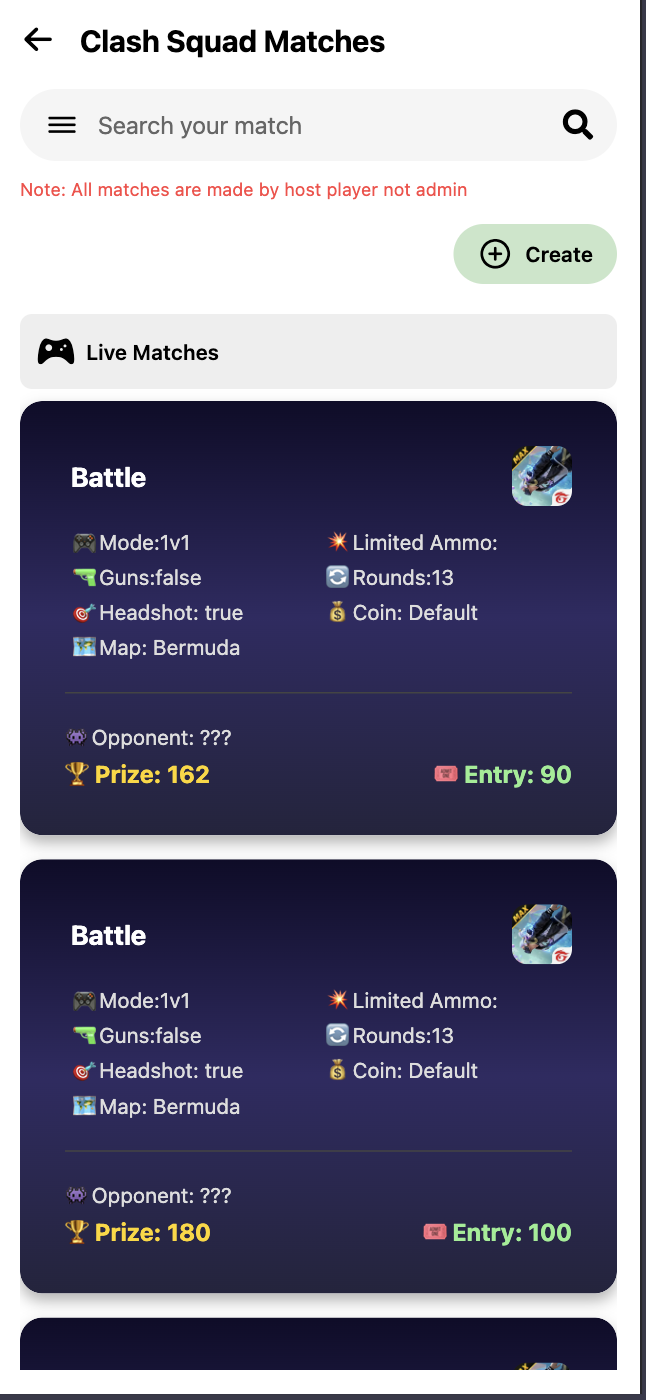 Clash Squad Matches
Search your match
Note: All matches are made by host player not admin
Create
Live Matches
Battle
MAX
Mode:1v1
Limited Ammo:
Guns:false
Rounds:13
Headshot: true
Coin: Default
Map: Bermuda
Opponent: ???
Prize: 162
Entry: 90
Battle
MAX
Mode:1v1
Limited Ammo:
Guns:false
Rounds:13
Headshot: true
Coin: Default
Map: Bermuda
Opponent: ???
Prize: 180
Entry: 100